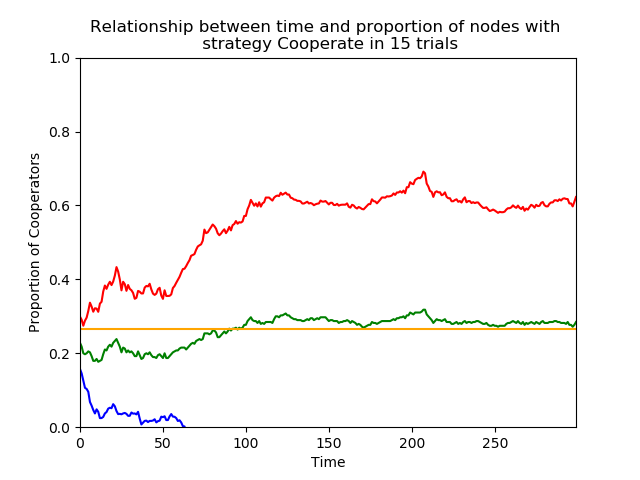 Relationship between time and proportion of nodes with
strategy Cooperate in 15 trials
1.0
0.8
0.6
0.4
0.2
0.0
Proportion of Cooperators
0 50 100 150 200 250
Time